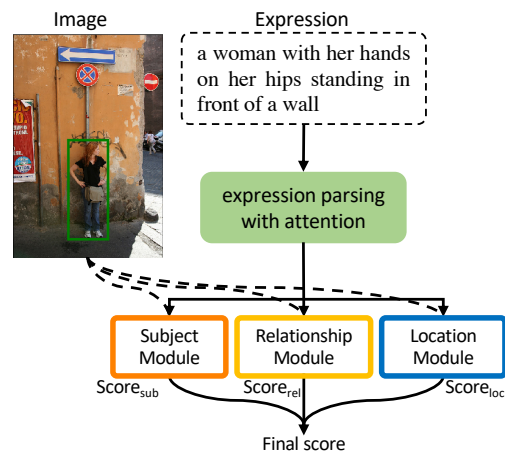 Image
Expression
a woman with her hands
on her hips standing in
front of a wall
expression parsing
with attention
Subject
Module
Relationship
Module
Location
Module
Score_sub
Score_rel
Score_loc
Final score